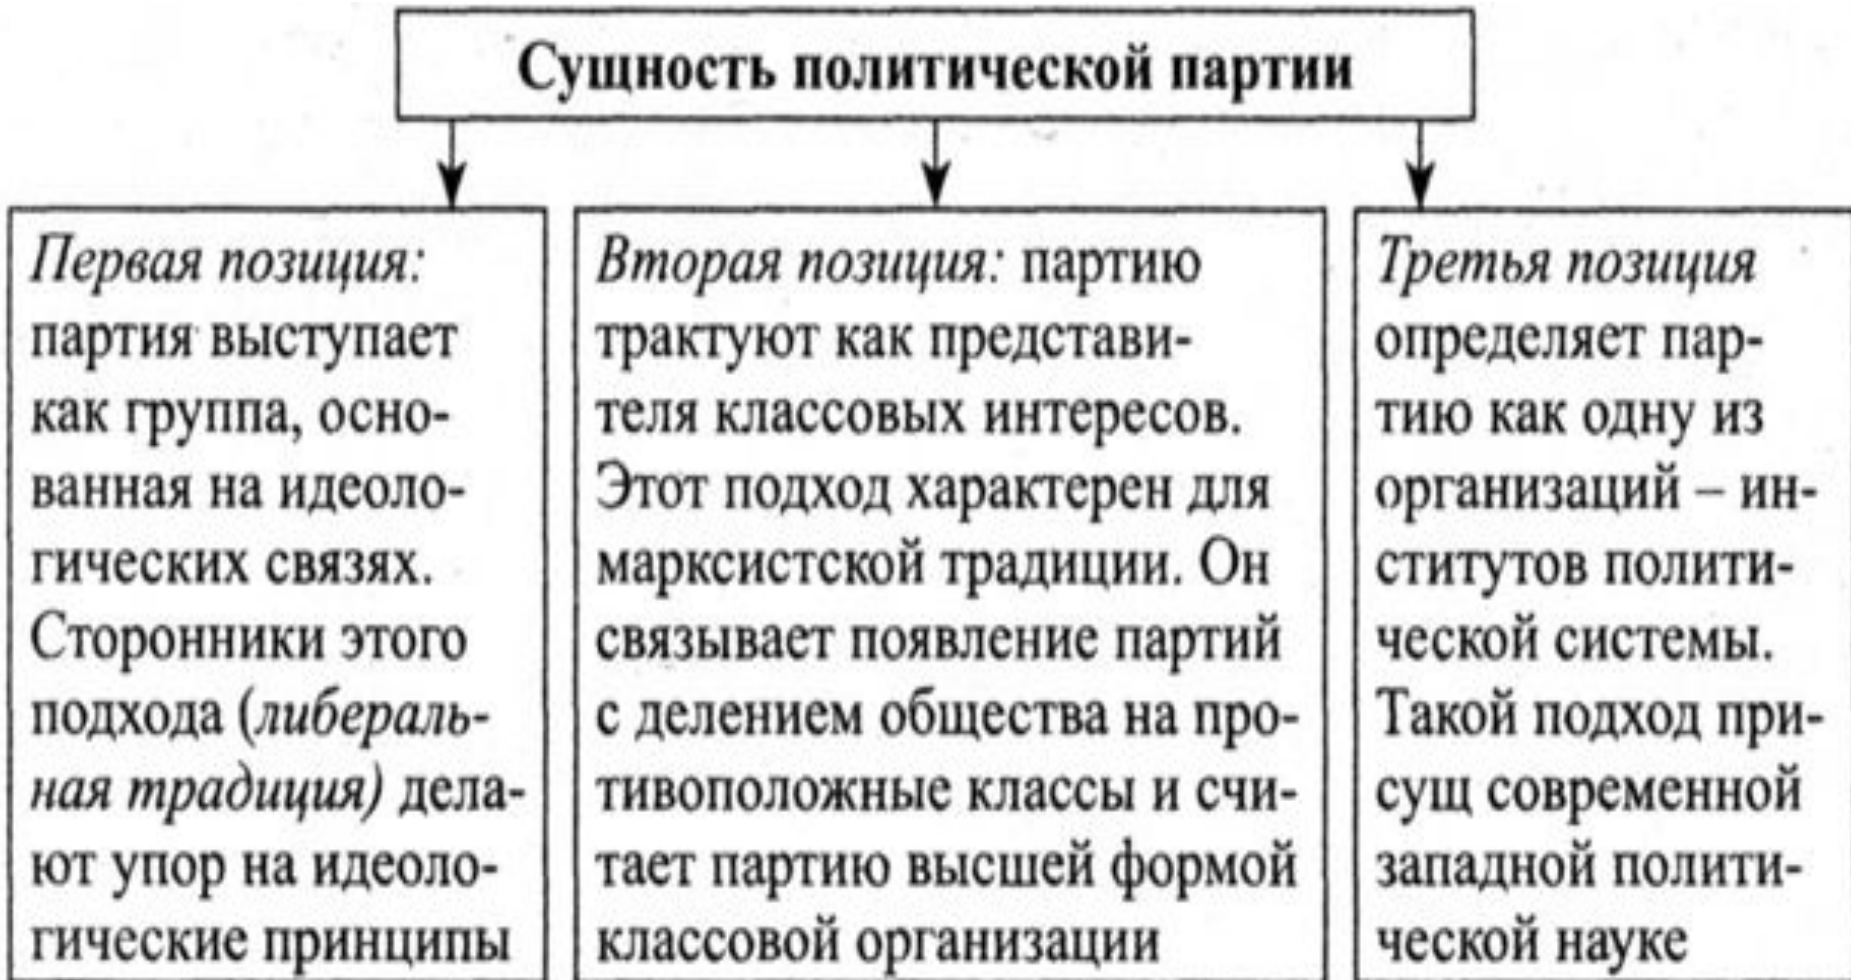 Сущность политической партии
Первая позиция:
партия выступает
как группа, осно-
ванная на идеоло-
гических связях.
Сторонники этого
подхода (либераль-
ная традиция) дела-
ют упор на идеоло-
гические принципы
Вторая позиция: партию
трактуют как представи-
теля классовых интересов.
Этот подход характерен для
марксистской традиции. Он
связывает появление партий
с делением общества на про-
тивоположные классы и счи-
тает партию высшей формой
классовой организации
Третья позиция
определяет пар-
тию как одну из
организаций – ин-
ститутов полити-
ческой системы.
Такой подход при-
сущ современной
западной полити-
ческой науке